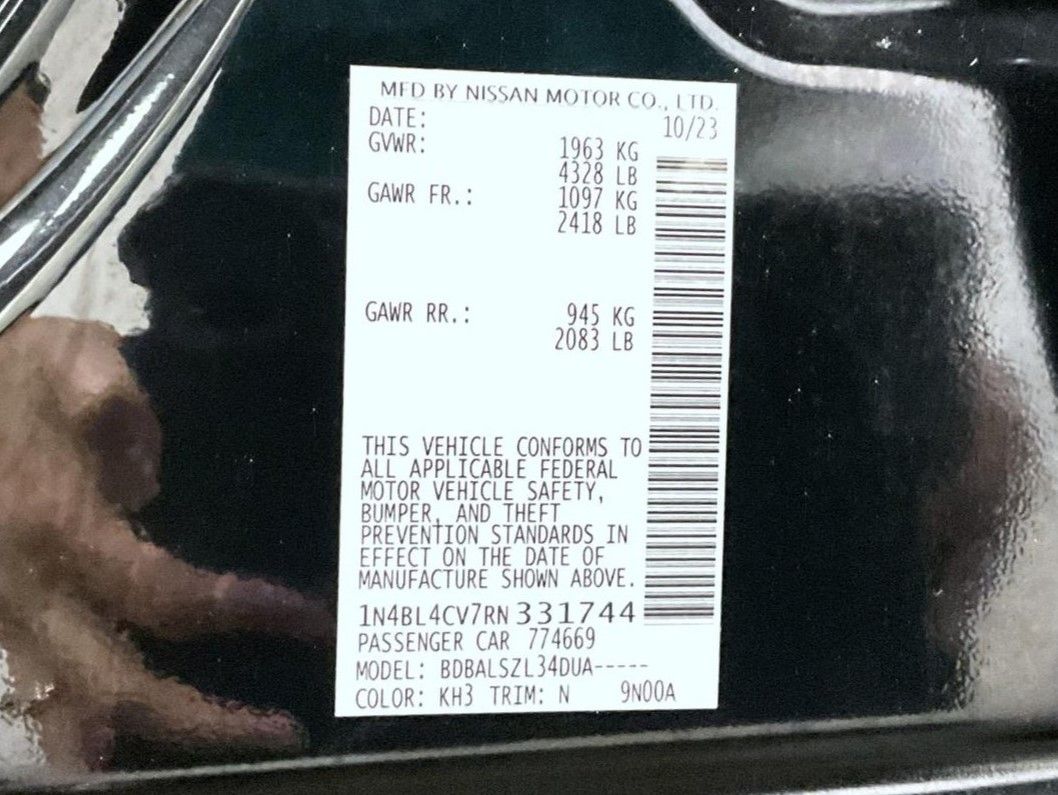 MFD BY NISSAN MOTOR CO., LTD.
DATE: 10/23
GVWR: 1963 KG
4328 LB
GAWR FR.: 1097 KG
2418 LB
GAWR RR.: 945 KG
2083 LB
THIS VEHICLE CONFORMS TO
ALL APPLICABLE FEDERAL
MOTOR VEHICLE SAFETY,
BUMPER, AND THEFT
PREVENTION STANDARDS IN
EFFECT ON THE DATE OF
MANUFACTURE SHOWN ABOVE.
1N4BL4CV7RN331744
PASSENGER CAR 774669
MODEL: BDBALSZL34DUA-----
COLOR: KH3 TRIM: N 9N00A